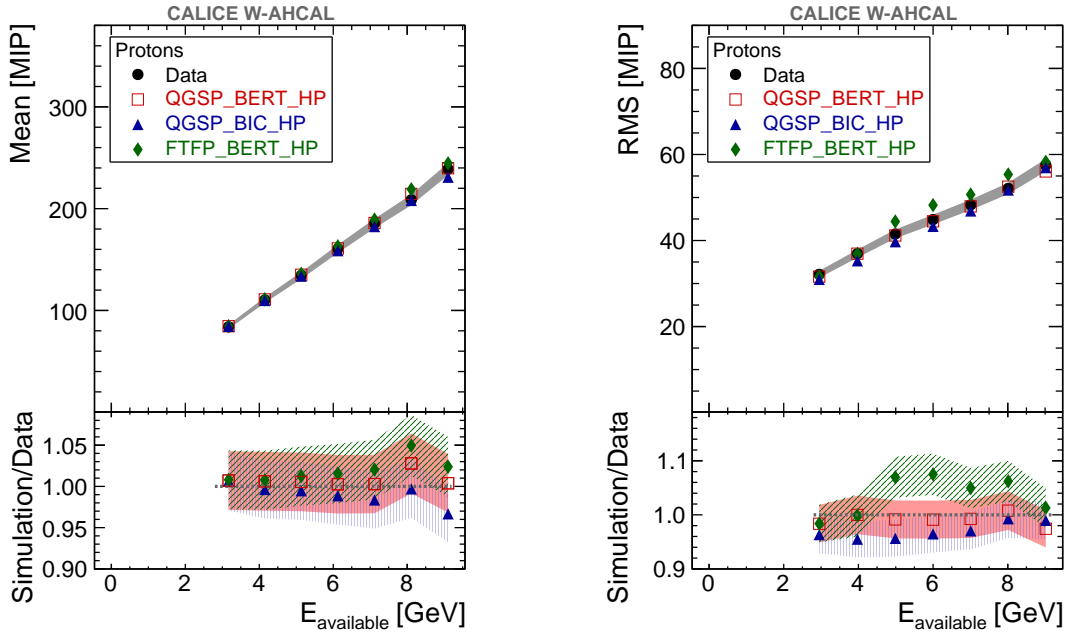 CALICE W-AHCAL
Mean [MIP]
300
200
100
Protons
Data
QGSP_BERT_HP
QGSP_BIC_HP
FTFP_BERT_HP
Simulation/Data
1.05
1.00
0.95
0.90
0 2 4 6 8
E_available [GeV]
CALICE W-AHCAL
RMS [MIP]
80
60
40
20
Protons
Data
QGSP_BERT_HP
QGSP_BIC_HP
FTFP_BERT_HP
Simulation/Data
1.1
1.0
0.9
0 2 4 6 8
E_available [GeV]